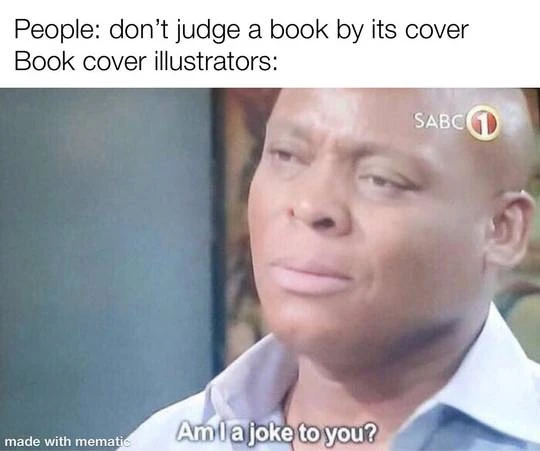 People: don’t judge a book by its cover
Book cover illustrators:
SABC 1
Am I a joke to you?
made with mematic